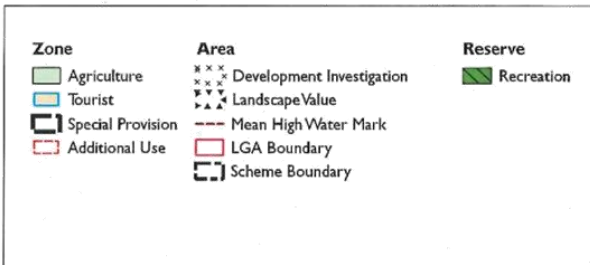 Zone
Agriculture
Tourist
Special Provision
Additional Use
Area
Development Investigation
Landscape Value
Mean High Water Mark
LGA Boundary
Scheme Boundary
Reserve
Recreation